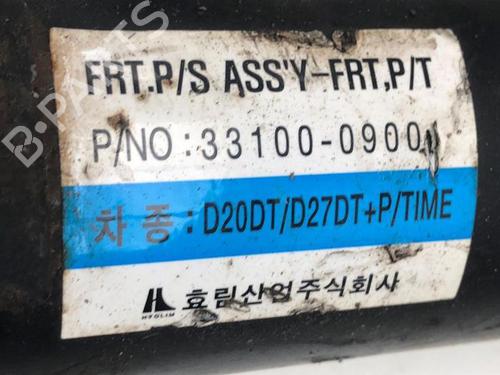 FRT.P/S ASS'Y-FRT,P/T
P/NO : 33100-0900
차 종 : D20DT/D27DT+P/TIME
HYOLIM
효림산업주식회사
B-PARTS